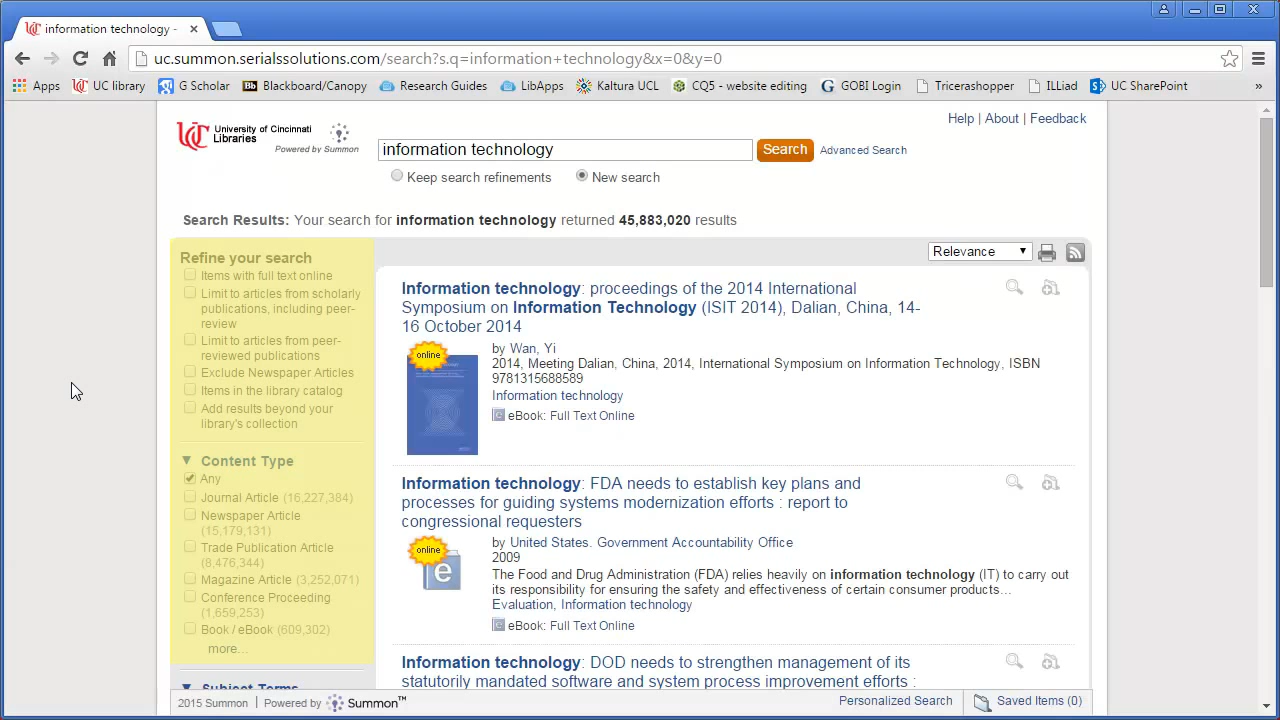 information technology -
uc.summon.serialssolutions.com/search?s.q=information+technology&x=0&y=0
Apps UC library G Scholar Blackboard/Canopy Research Guides LibApps Kaltura UCL CQ5 - website editing GOBI Login Tricerashopper ILLiad UC SharePoint »
Help | About | Feedback
University of Cincinnati
Libraries
Powered by Summon
information technology Search Advanced Search
Keep search refinements New search
Search Results: Your search for information technology returned 45,883,020 results
Relevance
Refine your search
Items with full text online
Limit to articles from scholarly
publications, including peer-
review
Limit to articles from peer-
reviewed publications
Exclude Newspaper Articles
Items in the library catalog
Add results beyond your
library's collection
Content Type
Any
Journal Article (16,227,384)
Newspaper Article
(15,179,131)
Trade Publication Article
(8,476,344)
Magazine Article (3,252,071)
Conference Proceeding
(1,659,253)
Book / eBook (609,302)
more...
Subject Terms
Information technology: proceedings of the 2014 International
Symposium on Information Technology (ISIT 2014), Dalian, China, 14-
16 October 2014
online
by Wan, Yi
2014, Meeting Dalian, China, 2014, International Symposium on Information Technology, ISBN
9781315688589
Information technology
eBook: Full Text Online
Information technology: FDA needs to establish key plans and
processes for guiding systems modernization efforts : report to
congressional requesters
online
e
by United States. Government Accountability Office
2009
The Food and Drug Administration (FDA) relies heavily on information technology (IT) to carry out
its responsibility for ensuring the safety and effectiveness of certain consumer products...
Evaluation, Information technology
eBook: Full Text Online
Information technology: DOD needs to strengthen management of its
statutorily mandated software and system process improvement efforts :
2015 Summon | Powered by Summon™ Personalized Search Saved Items (0)